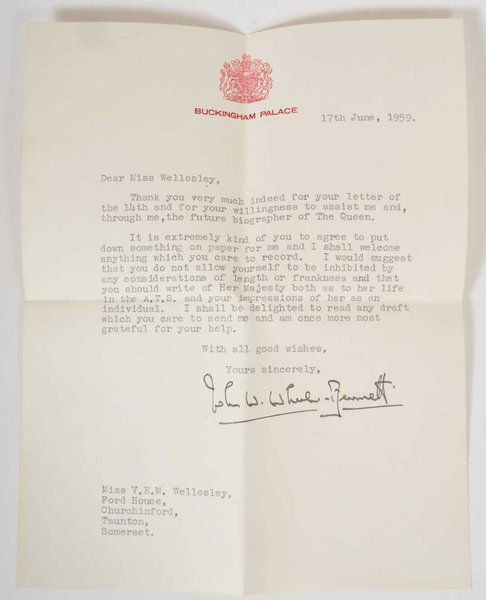 BUCKINGHAM PALACE
17th June, 1959.
Dear Miss Wellesley,
Thank you very much indeed for your letter of
the 14th and for your willingness to assist me and,
through me, the future biographer of The Queen.
It is extremely kind of you to agree to put
down something on paper for me and I shall welcome
anything which you care to record. I would suggest
that you do not allow yourself to be inhibited by
any considerations of length or frankness and that
you should write of Her Majesty both as to her life
in the A.T.S. and your impressions of her as an
individual. I shall be delighted to read any draft
which you care to send me and am once more most
grateful for your help.
With all good wishes,
Yours sincerely,
John W. Wheeler-Bennett
Miss V.E.M. Wellesley,
Ford House,
Churchinford,
Taunton,
Somerset.